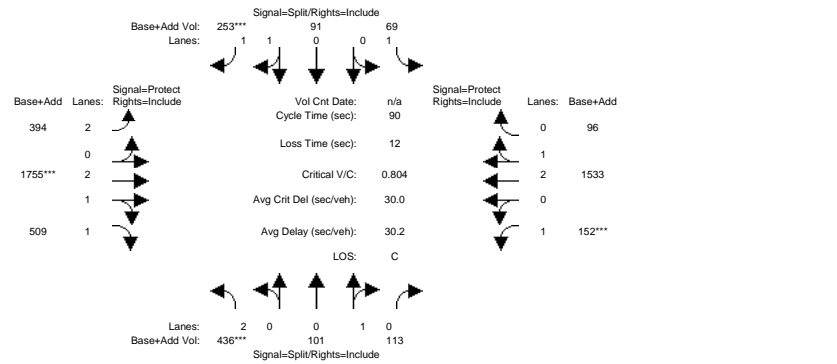 Signal=Split/Rights=Include
Base+Add Vol: 253*** 91 69
Lanes: 1 1 0 0 1
Signal=Protect Signal=Protect
Base+Add Lanes: Rights=Include Vol Cnt Date: n/a Rights=Include Lanes: Base+Add
Cycle Time (sec): 90
394 2 0 96
Loss Time (sec): 12
0 1
1755*** 2 Critical V/C: 0.804 2 1533
1 Avg Crit Del (sec/veh): 30.0 0
509 1 Avg Delay (sec/veh): 30.2 1 152***
LOS: C
Lanes: 2 0 0 1 0
Base+Add Vol: 436*** 101 113
Signal=Split/Rights=Include